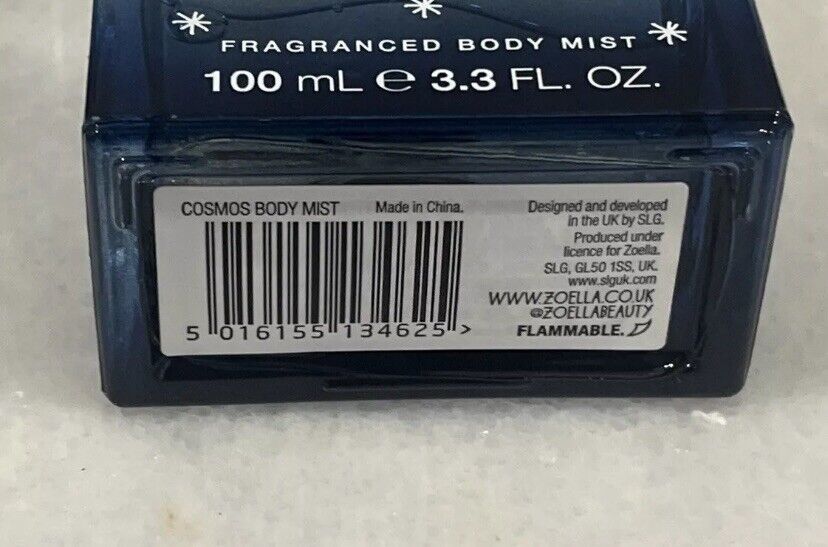 FRAGRANCED BODY MIST
100 mL ℮ 3.3 FL. OZ.
COSMOS BODY MIST Made in China.
5 016155 134625 >
Designed and developed
in the UK by SLG.
Produced under
licence for Zoella.
SLG, GL50 1SS, UK.
www.slguk.com
WWW.ZOELLA.CO.UK
@ZOELLABEAUTY
FLAMMABLE.